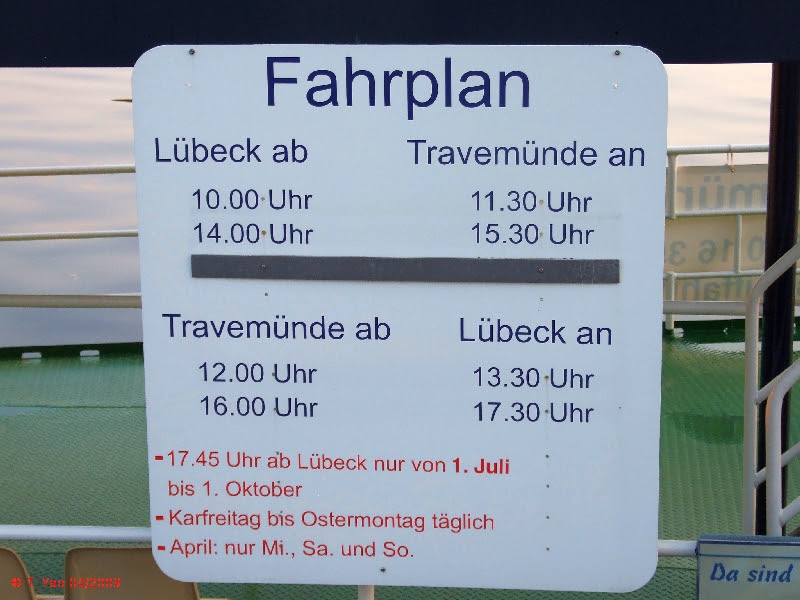 Fahrplan
Lübeck ab Travemünde an
10.00 Uhr 11.30 Uhr
14.00 Uhr 15.30 Uhr
Travemünde ab Lübeck an
12.00 Uhr 13.30 Uhr
16.00 Uhr 17.30 Uhr
-17.45 Uhr ab Lübeck nur von 1. Juli
bis 1. Oktober
- Karfreitag bis Ostermontag täglich
- April: nur Mi., Sa. und So.
Da sind